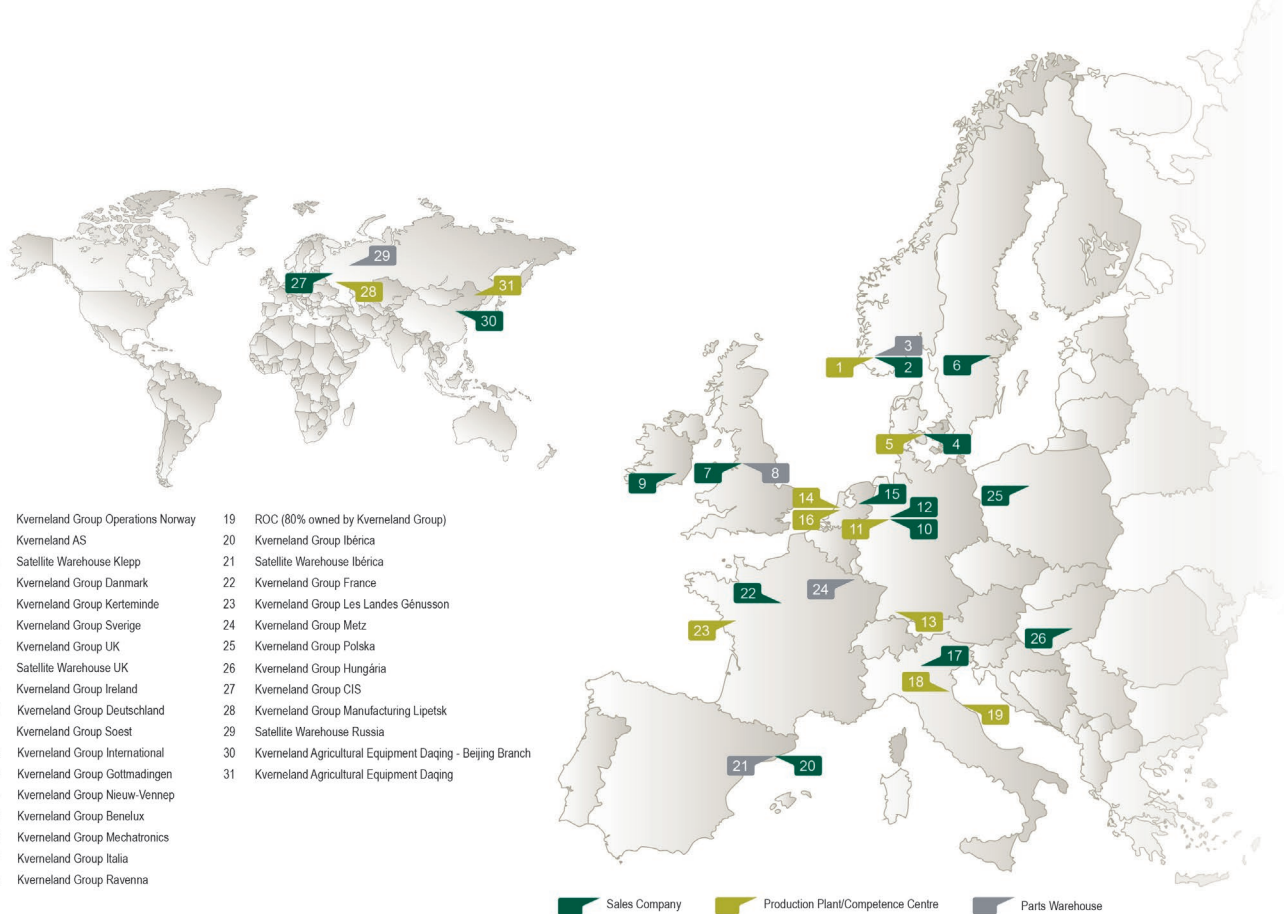 29
27
28
31
30
3
1
2
6
5
4
7
8
9
14
15
12
16
11
10
25
22
24
23
13
26
17
18
19
21
20
Kverneland Group Operations Norway
Kverneland AS
Satellite Warehouse Klepp
Kverneland Group Danmark
Kverneland Group Kerteminde
Kverneland Group Sverige
Kverneland Group UK
Satellite Warehouse UK
Kverneland Group Ireland
Kverneland Group Deutschland
Kverneland Group Soest
Kverneland Group International
Kverneland Group Gottmadingen
Kverneland Group Nieuw-Vennep
Kverneland Group Benelux
Kverneland Group Mechatronics
Kverneland Group Italia
Kverneland Group Ravenna
19 ROC (80% owned by Kverneland Group)
20 Kverneland Group Ibérica
21 Satellite Warehouse Ibérica
22 Kverneland Group France
23 Kverneland Group Les Landes Génusson
24 Kverneland Group Metz
25 Kverneland Group Polska
26 Kverneland Group Hungária
27 Kverneland Group CIS
28 Kverneland Group Manufacturing Lipetsk
29 Satellite Warehouse Russia
30 Kverneland Agricultural Equipment Daqing - Beijing Branch
31 Kverneland Agricultural Equipment Daqing
Sales Company
Production Plant/Competence Centre
Parts Warehouse